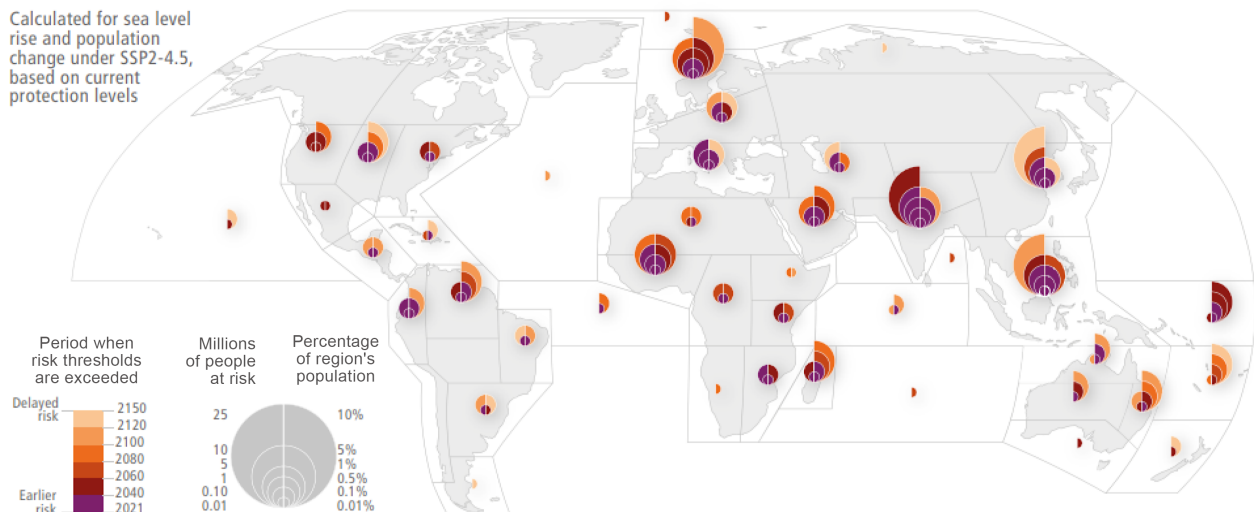 Calculated for sea level
rise and population
change under SSP2-4.5,
based on current
protection levels
Period when
risk thresholds
are exceeded
Delayed
risk
2150
2120
2100
2080
2060
2040
2021
Earlier
risk
Millions
of people
at risk
25
10
5
1
0.10
0.01
Percentage
of region's
population
10%
5%
1%
0.5%
0.1%
0.01%